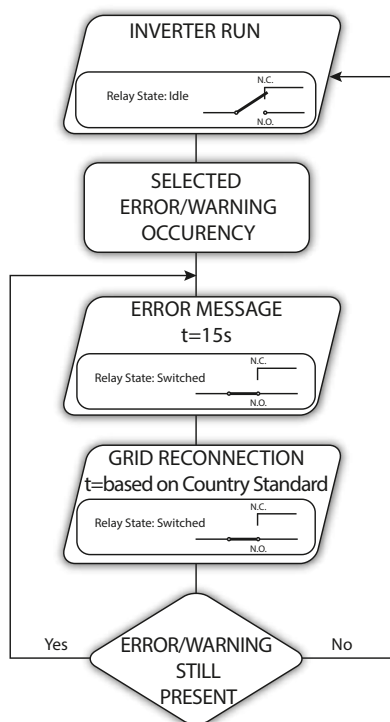 INVERTER RUN
N.C.
Relay State: Idle
N.O.
SELECTED
ERROR/WARNING
OCCURENCY
ERROR MESSAGE
t=15s
N.C.
Relay State: Switched
N.O.
GRID RECONNECTION
t=based on Country Standard
N.C.
Relay State: Switched
N.O.
Yes
ERROR/WARNING
STILL
PRESENT
No